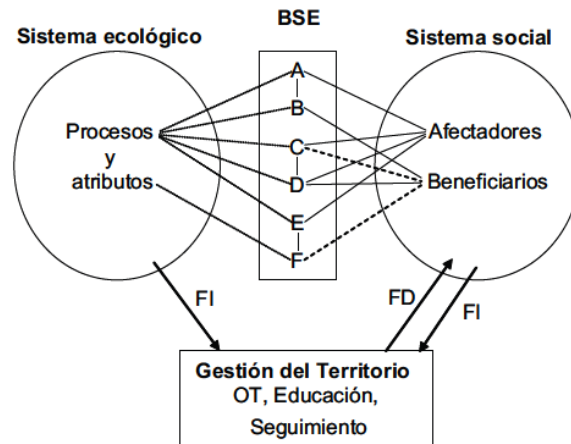 BSE
Sistema ecológico
Sistema social
A
B
C
D
E
F
Procesos
y
atributos
Afectadores
Beneficiarios
FI
FD
FI
Gestión del Territorio
OT, Educación,
Seguimiento